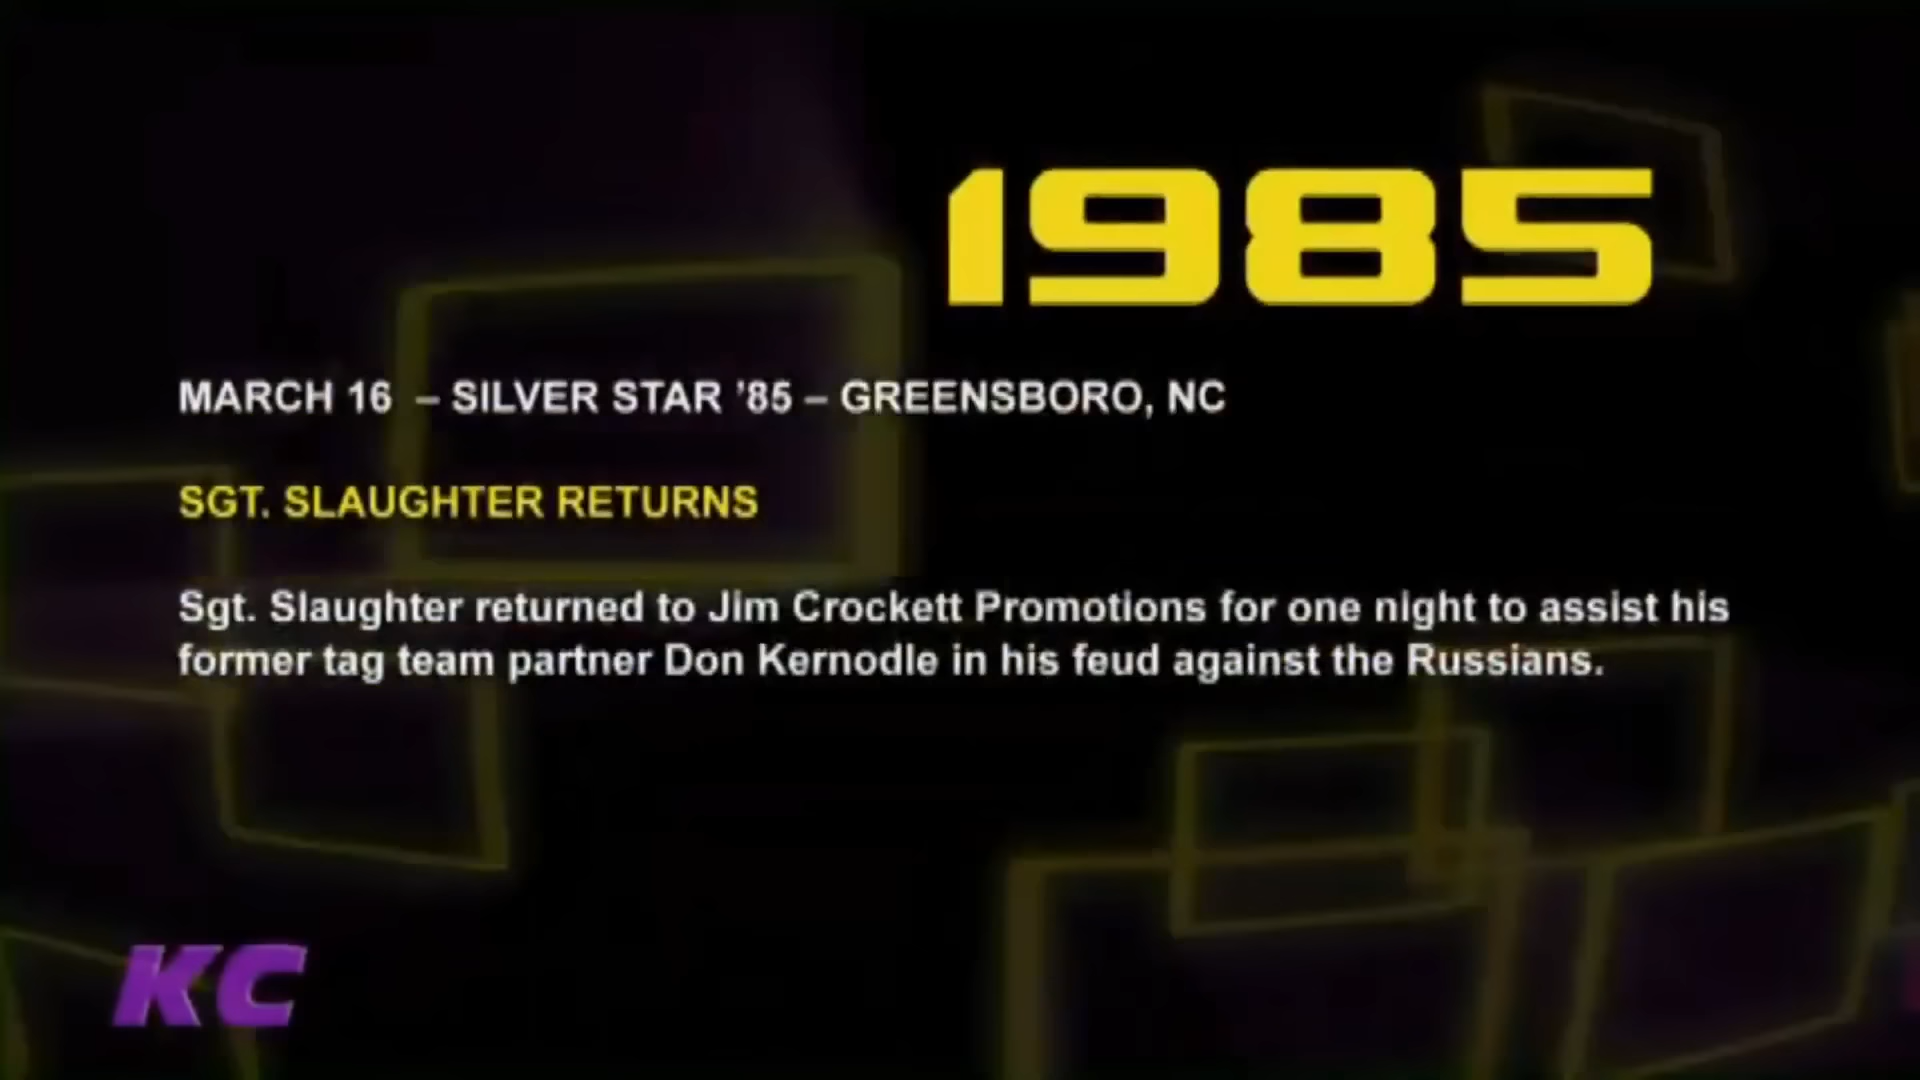 1985
MARCH 16 – SILVER STAR ’85 – GREENSBORO, NC
SGT. SLAUGHTER RETURNS
Sgt. Slaughter returned to Jim Crockett Promotions for one night to assist his
former tag team partner Don Kernodle in his feud against the Russians.
KC